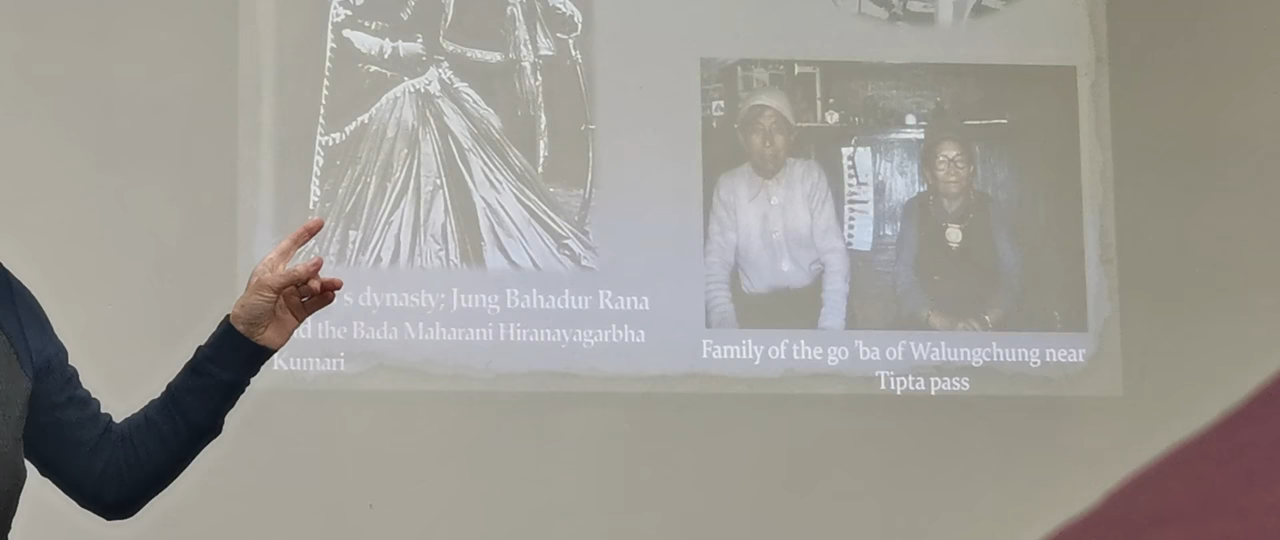 's dynasty; Jung Bahadur Rana
the Bada Maharani Hiranayagarbha
Kumari
Family of the go 'ba of Walungchung near
Tipta pass